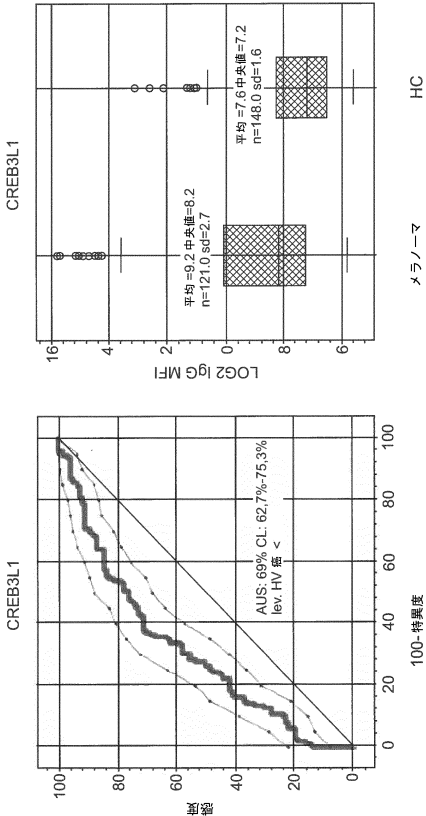 CREB3L1
感度
100
80
60
40
20
0
AUS: 69% CL: 62,7%-75,3%
lev. HV 癌 <
0 20 40 60 80 100
100-特異度
CREB3L1
LOG2 IgG MFI
16
4
2
0
8
6
平均 =9.2 中央値=8.2
n=121.0 sd=2.7
平均 =7.6 中央値=7.2
n=148.0 sd=1.6
メラノーマ
HC